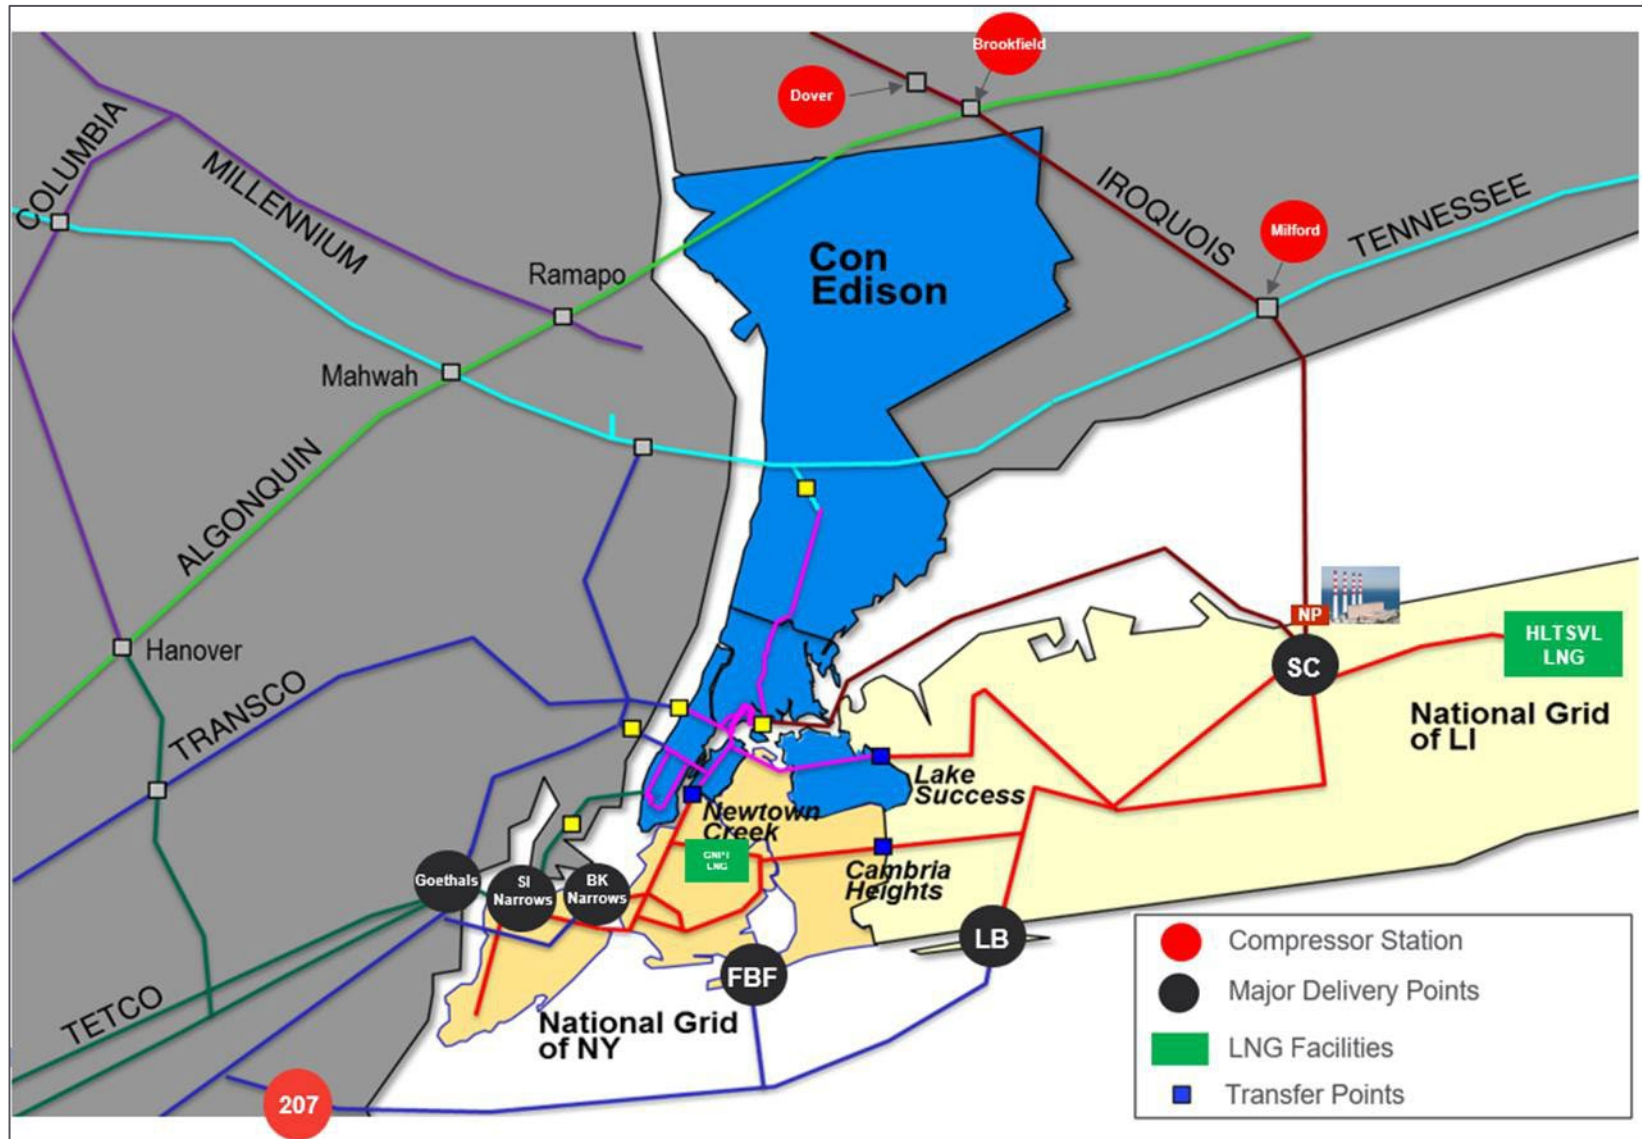 Brookfield
Dover
COLUMBIA
MILLENNIUM
IROQUOIS
TENNESSEE
Milford
Con
Edison
Ramapo
Mahwah
ALGONQUIN
Hanover
TRANSCO
NP
SC
HLTSVL
LNG
National Grid
of LI
Lake
Success
Newtown
Creek
LNG
Cambria
Heights
Goethals
SI
Narrows
BK
Narrows
LB
FBF
TETCO
National Grid
of NY
207
Compressor Station
Major Delivery Points
LNG Facilities
Transfer Points